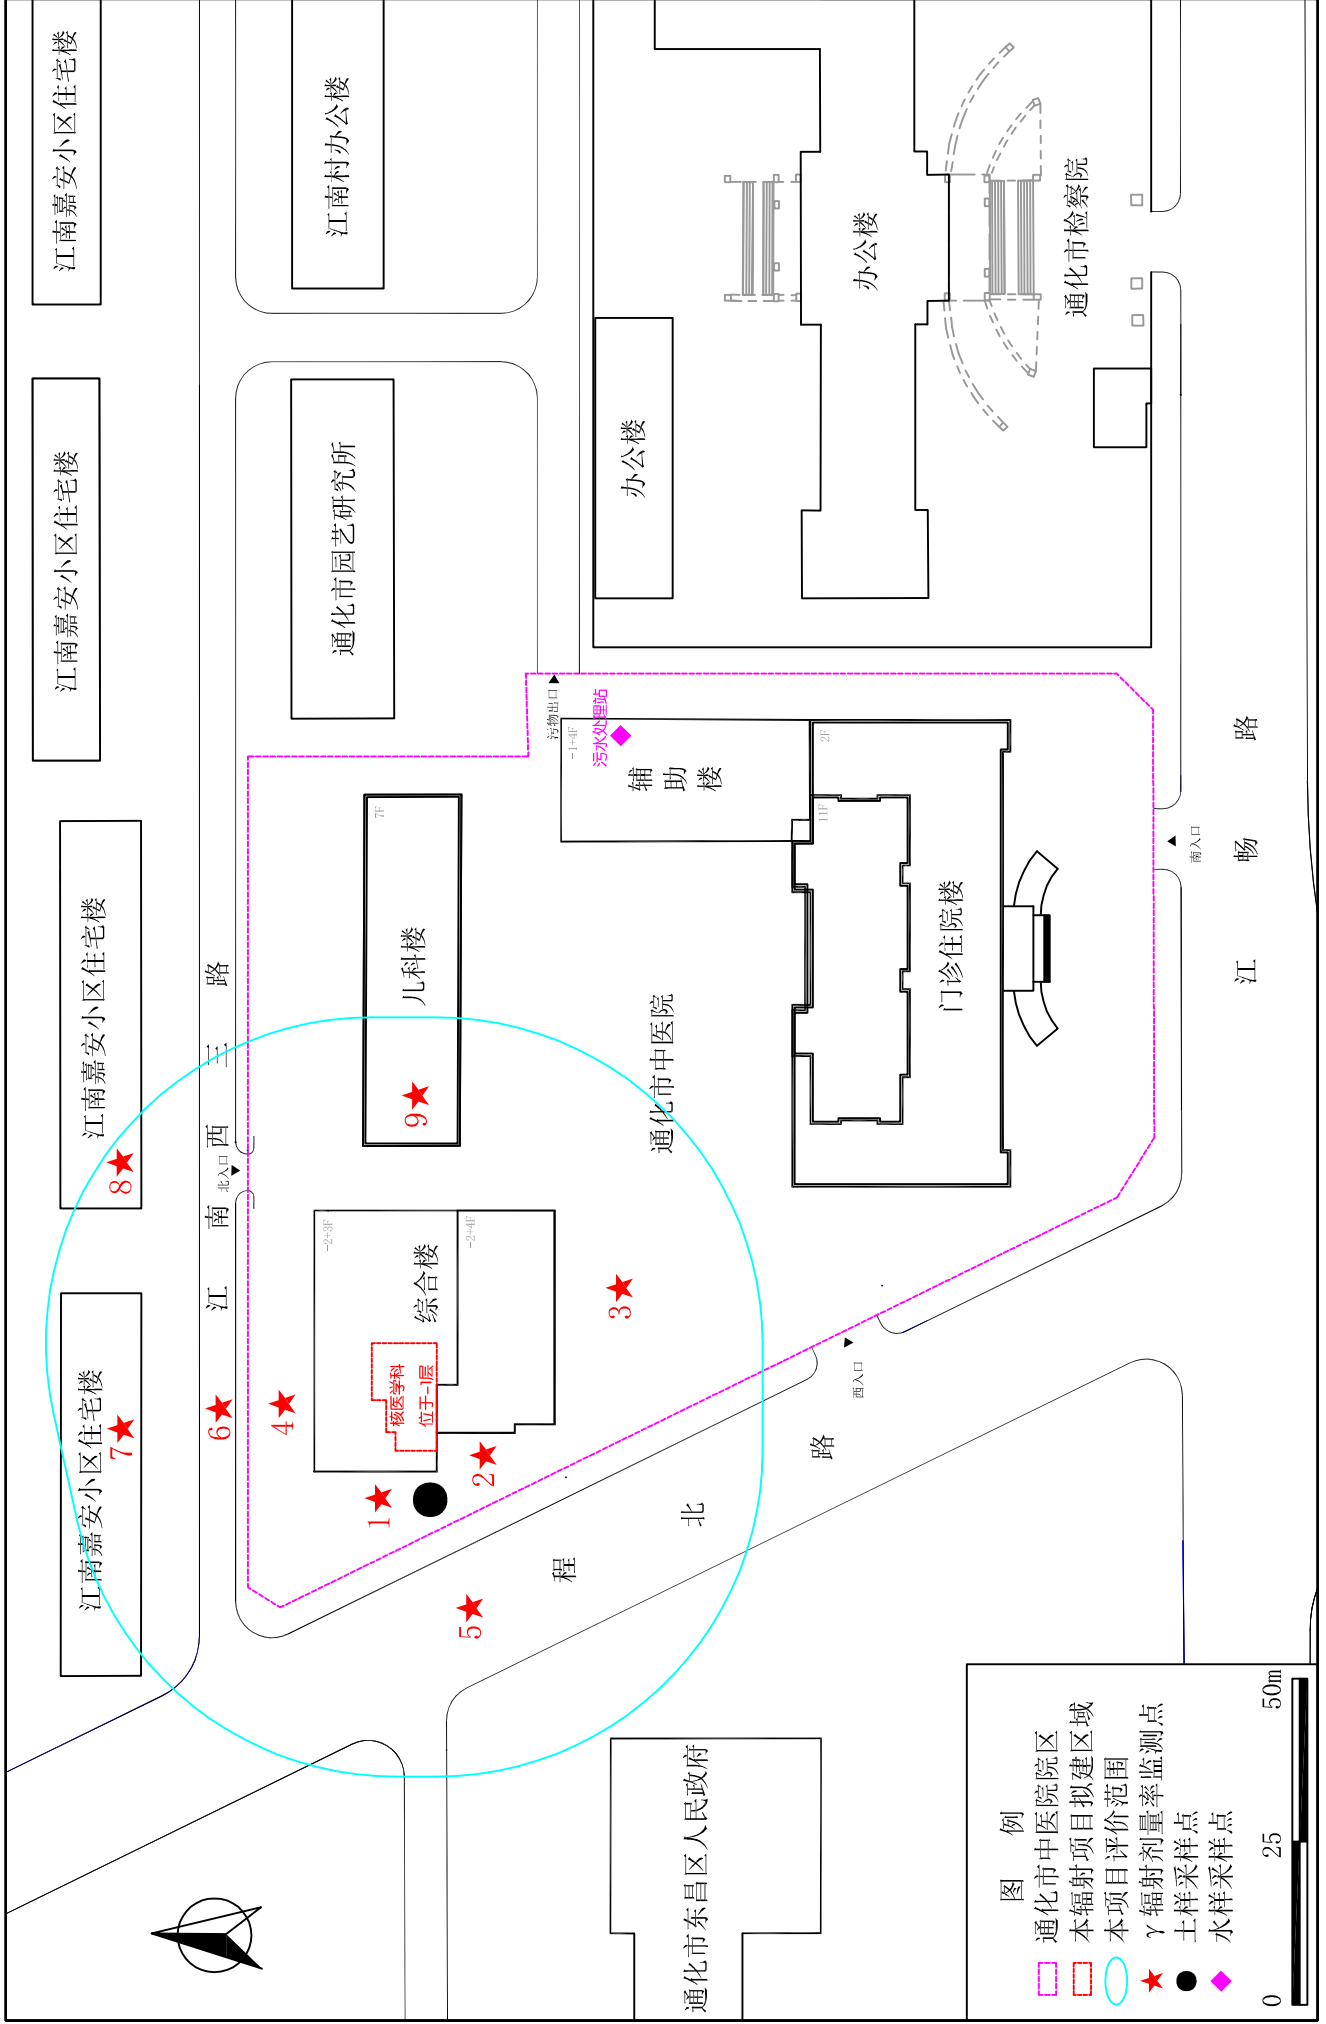 江南嘉安小区住宅楼
江南嘉安小区住宅楼
江南嘉安小区住宅楼
江南嘉安小区住宅楼
江南村办公楼
通化市园艺研究所
办公楼
办公楼
通化市检察院
江南西三路
北入口
污物出口
污水处理站
-1+4F
辅助楼
2F
11F
7F
儿科楼
门诊住院楼
通化市中医院
-2+3F
-2+4F
综合楼
核医学科
位于-1层
南入口
西入口
江畅路
程北路
1
2
3
4
5
6
7
8
9
通化市东昌区人民政府
图例
通化市中医院院区
本辐射项目拟建区域
本项目评价范围
γ辐射剂量率监测点
土样采样点
水样采样点
0 25 50m